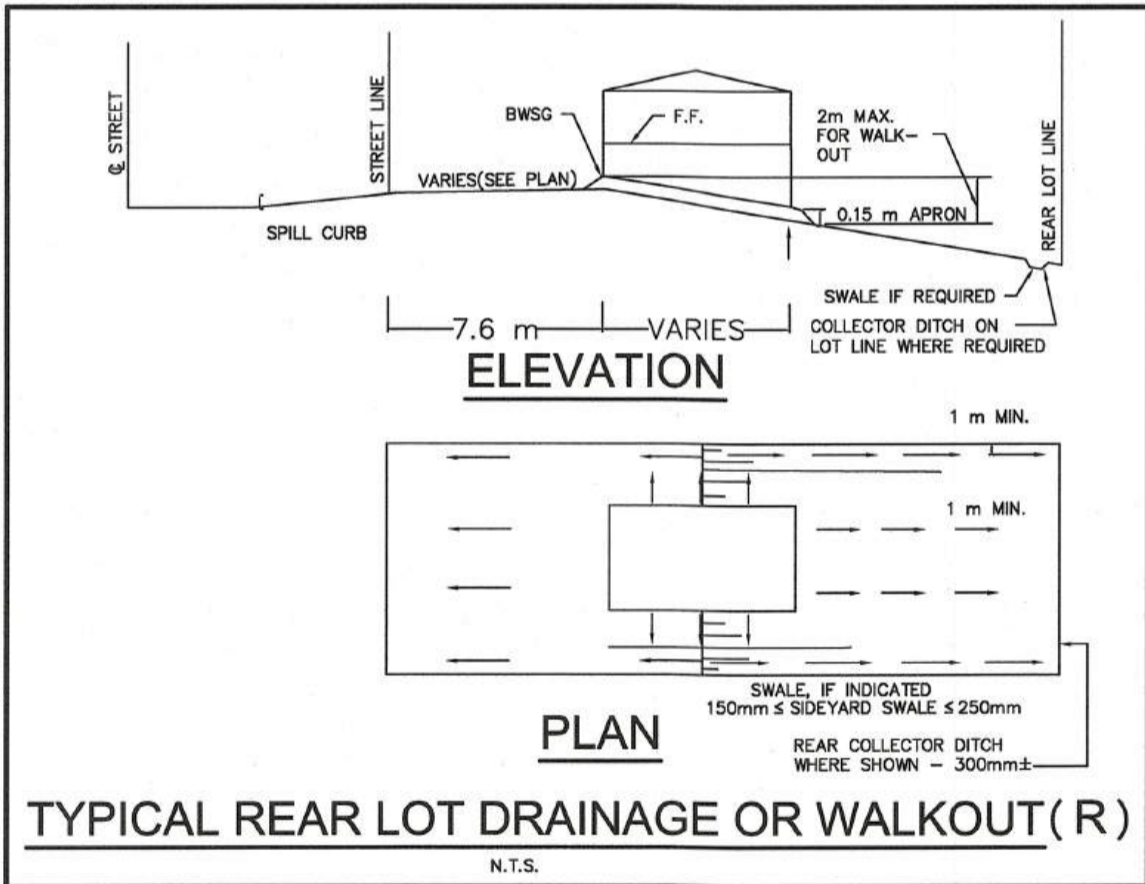 ℄ STREET
STREET LINE
BWSG
F.F.
2m MAX.
FOR WALK-
OUT
REAR LOT LINE
VARIES(SEE PLAN)
0.15 m APRON
SPILL CURB
SWALE IF REQUIRED
COLLECTOR DITCH ON
LOT LINE WHERE REQUIRED
7.6 m
VARIES
ELEVATION
1 m MIN.
1 m MIN.
SWALE, IF INDICATED
150mm ≤ SIDEYARD SWALE ≤ 250mm
PLAN
REAR COLLECTOR DITCH
WHERE SHOWN - 300mm±
TYPICAL REAR LOT DRAINAGE OR WALKOUT( R )
N.T.S.